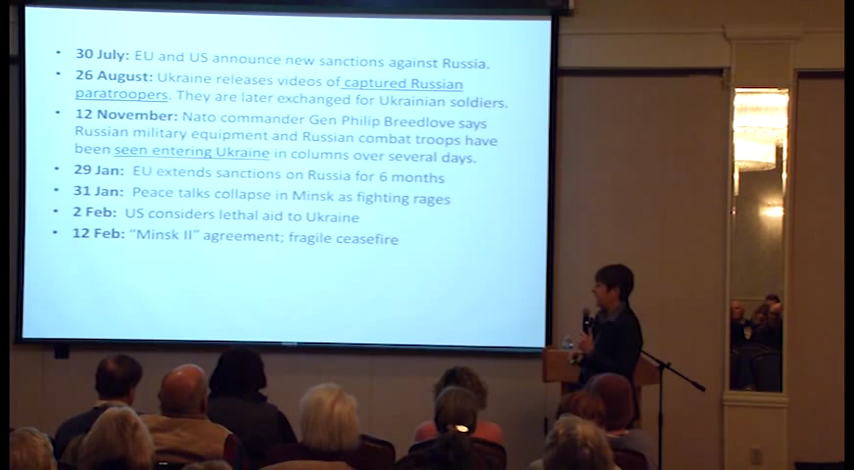 • 30 July: EU and US announce new sanctions against Russia.
• 26 August: Ukraine releases videos of captured Russian
paratroopers. They are later exchanged for Ukrainian soldiers.
• 12 November: Nato commander Gen Philip Breedlove says
Russian military equipment and Russian combat troops have
been seen entering Ukraine in columns over several days.
• 29 Jan: EU extends sanctions on Russia for 6 months
• 31 Jan: Peace talks collapse in Minsk as fighting rages
• 2 Feb: US considers lethal aid to Ukraine
• 12 Feb: “Minsk II” agreement; fragile ceasefire